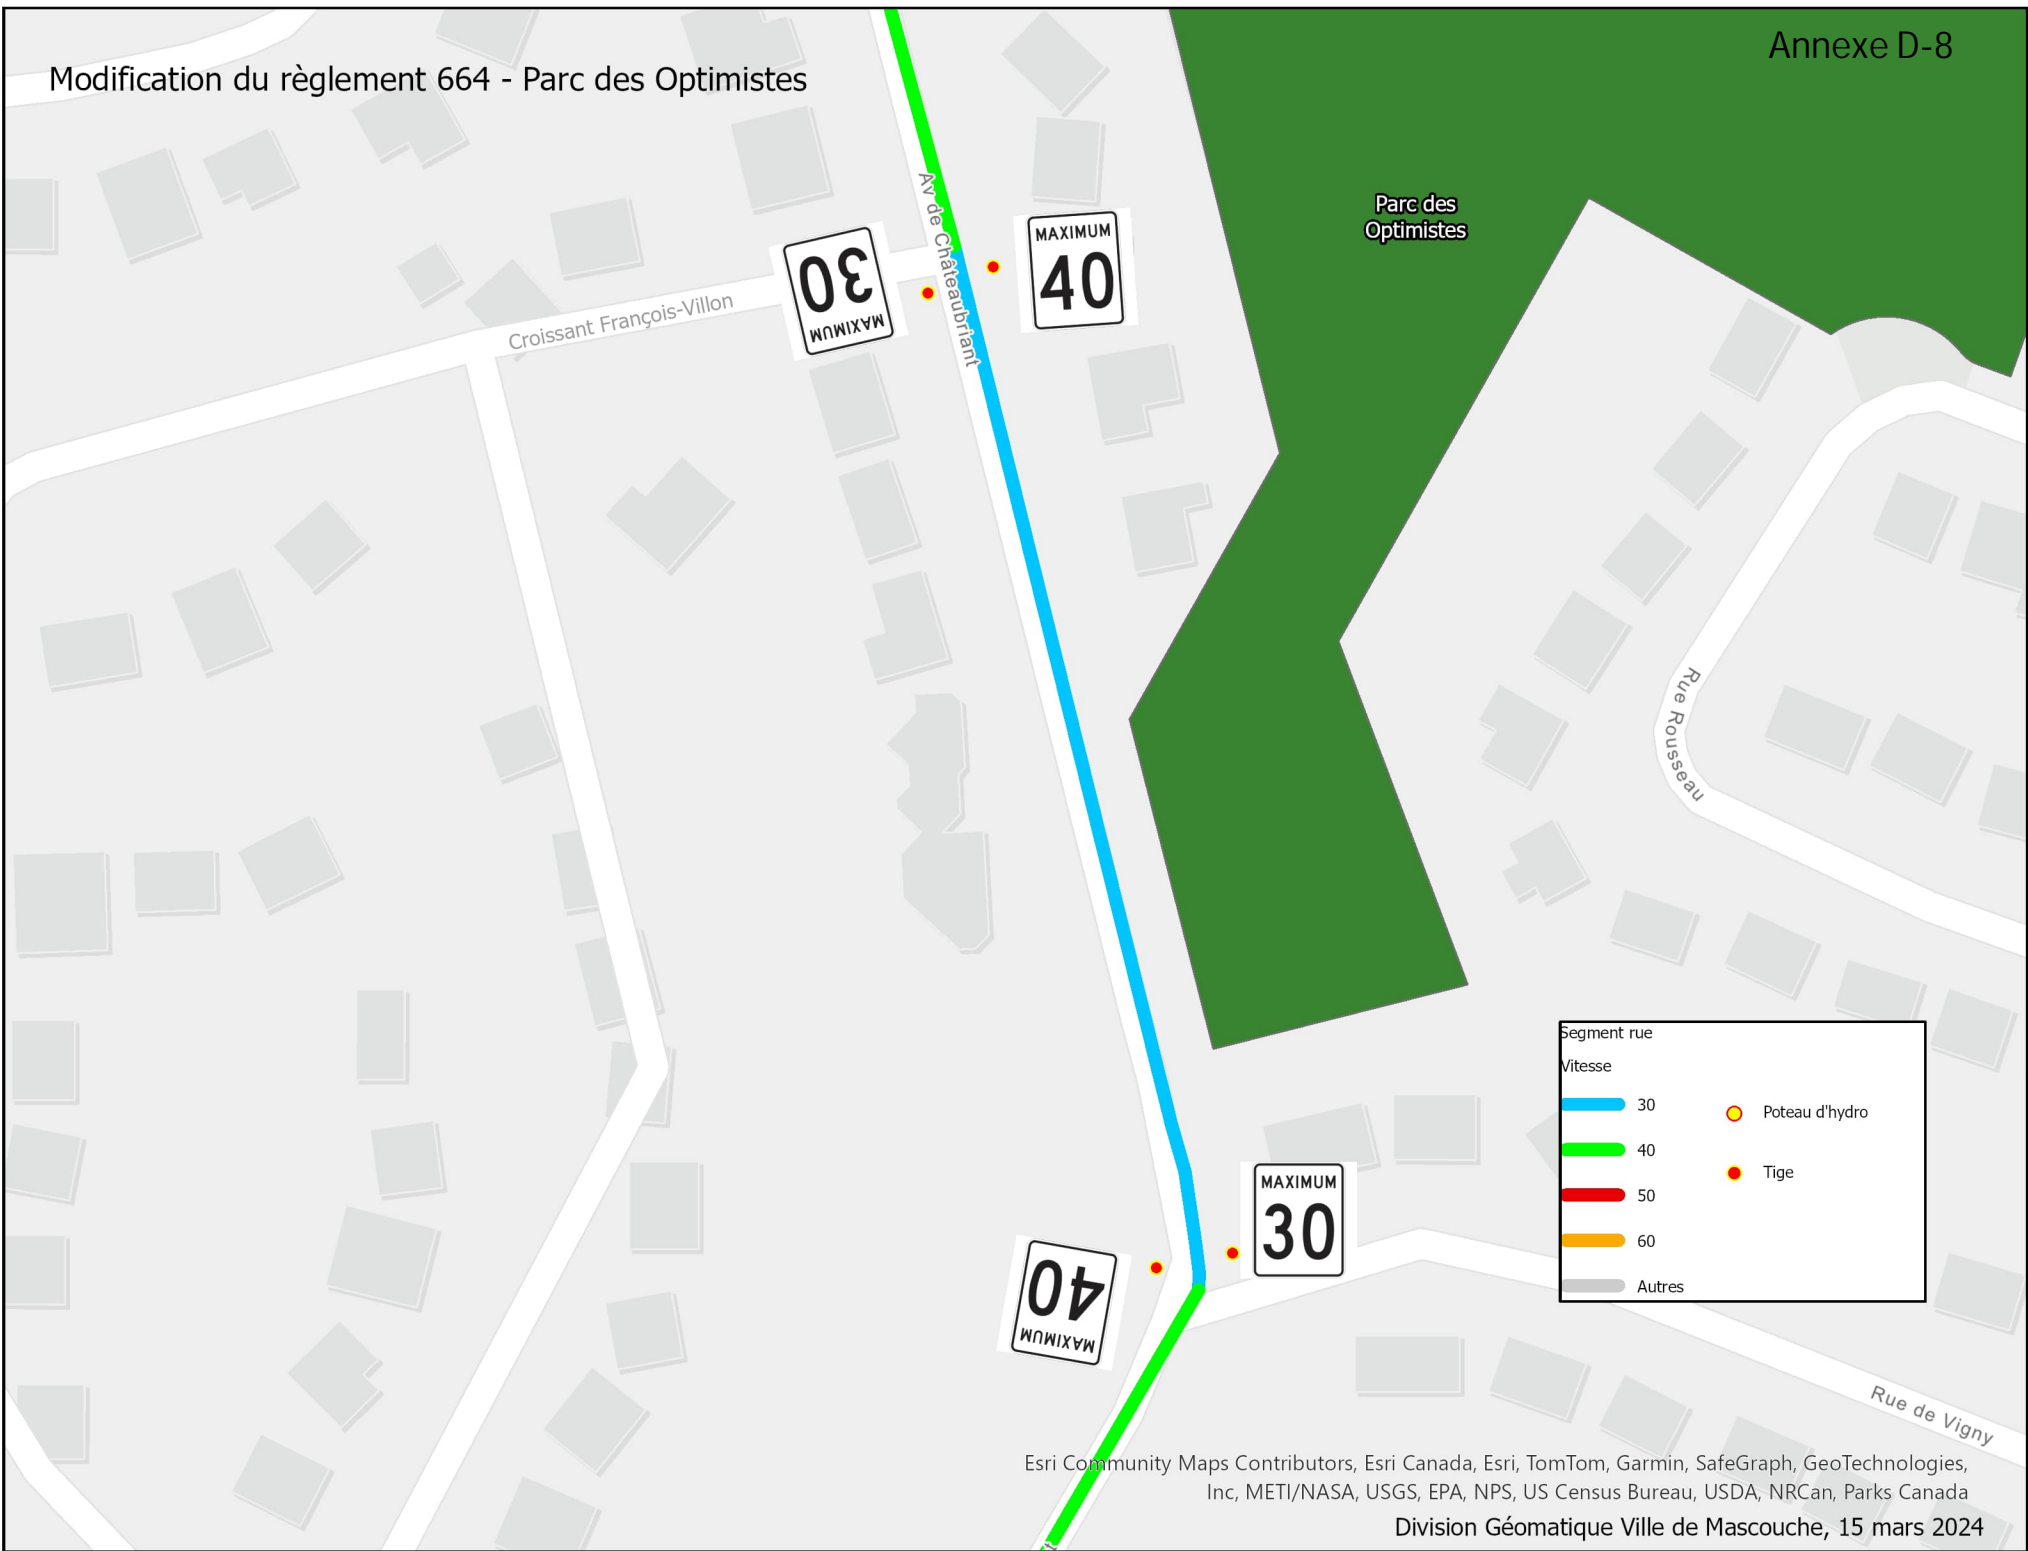 Annexe D-8
Modification du règlement 664 - Parc des Optimistes
Av de Châteaubriant
Parc des
Optimistes
MAXIMUM
30
MAXIMUM
40
Croissant François-Villon
Rue Rousseau
Segment rue
Vitesse
30
40
50
60
Autres
Poteau d'hydro
Tige
MAXIMUM
30
MAXIMUM
40
Rue de Vigny
Esri Community Maps Contributors, Esri Canada, Esri, TomTom, Garmin, SafeGraph, GeoTechnologies,
Inc, METI/NASA, USGS, EPA, NPS, US Census Bureau, USDA, NRCan, Parks Canada
Division Géomatique Ville de Mascouche, 15 mars 2024